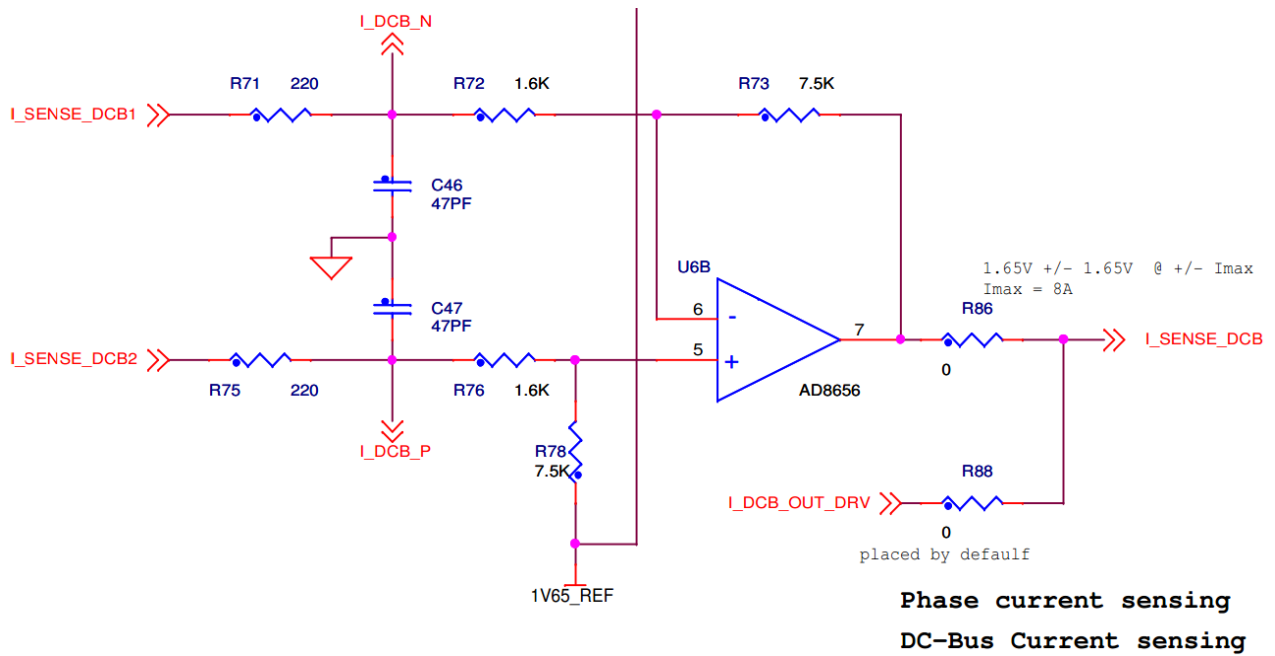 I_DCB_N
R71 220
R72 1.6K
R73 7.5K
I_SENSE_DCB1
C46
47PF
U6B
1.65V +/- 1.65V @ +/- Imax
Imax = 8A
C47
47PF
6
-
R86
7
I_SENSE_DCB
I_SENSE_DCB2
5
+
0
R75 220
R76 1.6K
AD8656
I_DCB_P
R78
7.5K
R88
I_DCB_OUT_DRV
0
placed by defaulf
1V65_REF
Phase current sensing
DC-Bus Current sensing